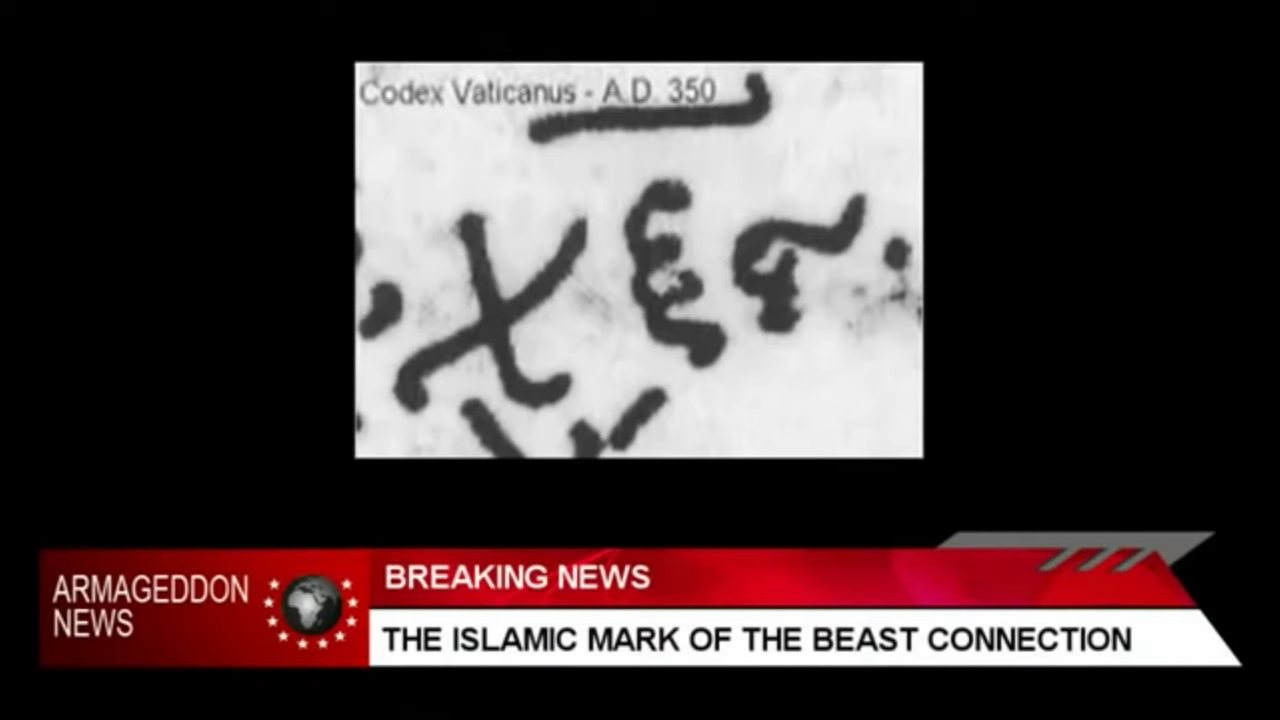 Codex Vaticanus - A.D. 350
χξϛ
ARMAGEDDON
NEWS
BREAKING NEWS
THE ISLAMIC MARK OF THE BEAST CONNECTION